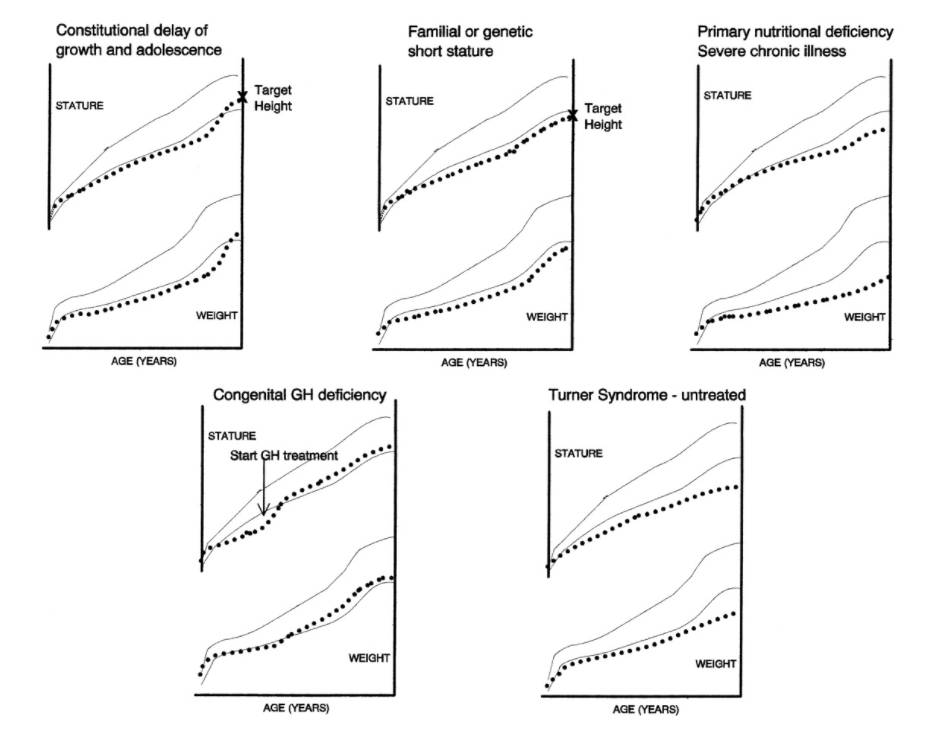 Constitutional delay of
growth and adolescence
STATURE
X Target
Height
WEIGHT
AGE (YEARS)
Familial or genetic
short stature
STATURE
X Target
Height
WEIGHT
AGE (YEARS)
Primary nutritional deficiency
Severe chronic illness
STATURE
WEIGHT
AGE (YEARS)
Congenital GH deficiency
STATURE
Start GH treatment
WEIGHT
AGE (YEARS)
Turner Syndrome - untreated
STATURE
WEIGHT
AGE (YEARS)